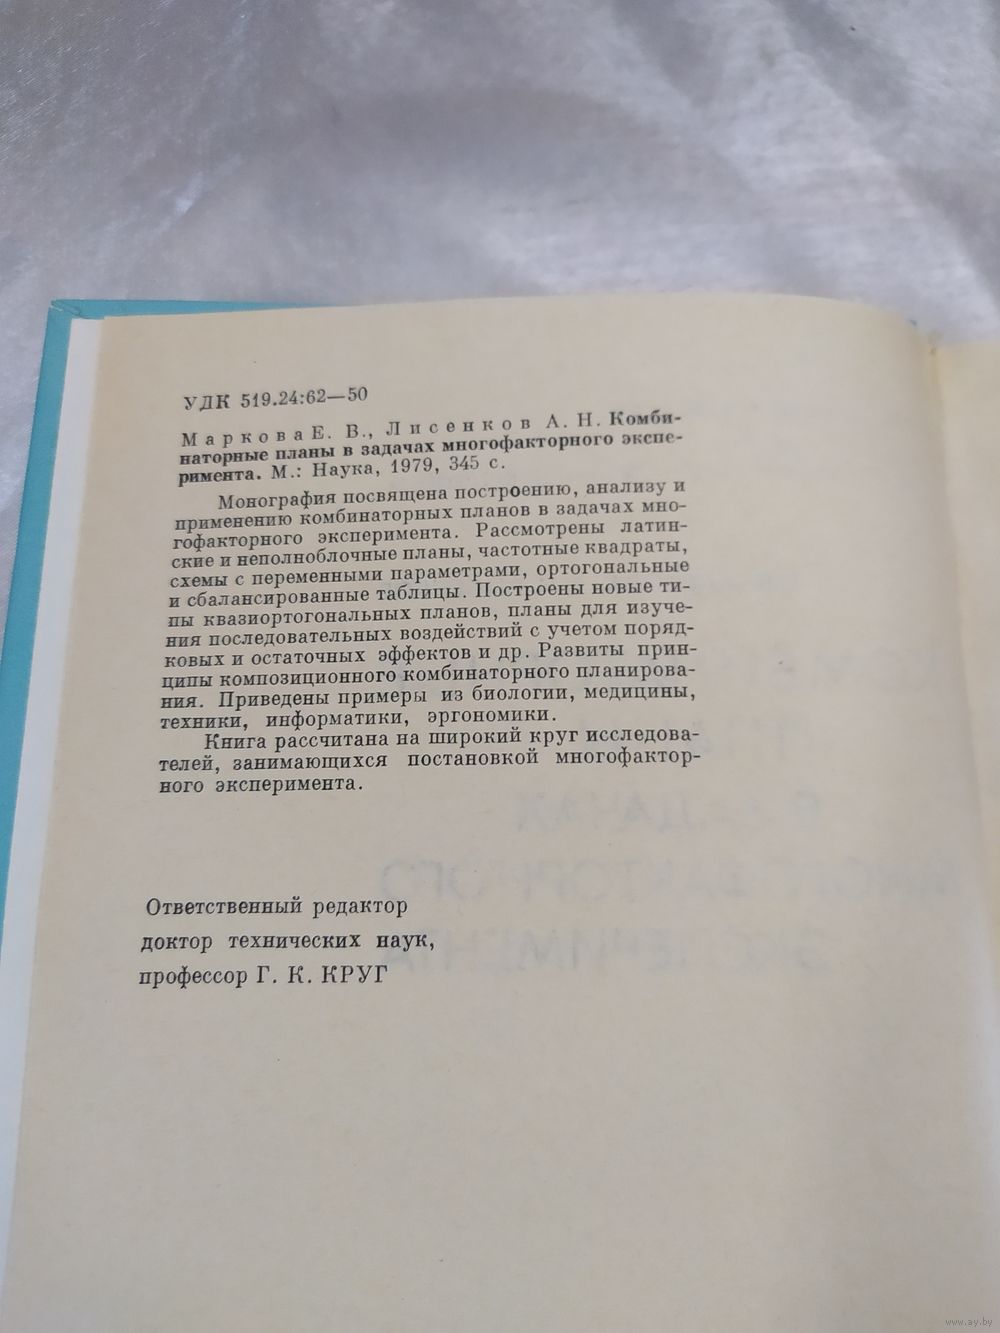 УДК 519.24:62—50
Маркова Е. В., Лисенков А. Н. Комби-
наторные планы в задачах многофакторного экспе-
римента. М.: Наука, 1979, 345 с.
Монография посвящена построению, анализу и
применению комбинаторных планов в задачах мно-
гофакторного эксперимента. Рассмотрены латин-
ские и неполноблочные планы, частотные квадраты,
схемы с переменными параметрами, ортогональные
и сбалансированные таблицы. Построены новые ти-
пы квазиортогональных планов, планы для изуче-
ния последовательных воздействий с учетом поряд-
ковых и остаточных эффектов и др. Развиты прин-
ципы композиционного комбинаторного планирова-
ния. Приведены примеры из биологии, медицины,
техники, информатики, эргономики.
Книга рассчитана на широкий круг исследова-
телей, занимающихся постановкой многофактор-
ного эксперимента.
Ответственный редактор
доктор технических наук,
профессор Г. К. КРУГ
www.ay.by